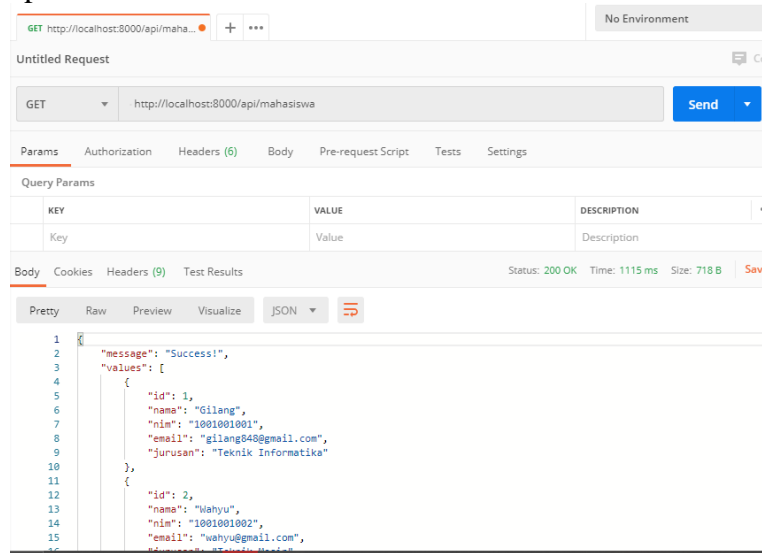 GET http://localhost:8000/api/maha...
No Environment
Untitled Request
GET http://localhost:8000/api/mahasiswa Send
Params Authorization Headers (6) Body Pre-request Script Tests Settings
Query Params
KEY VALUE DESCRIPTION
Key Value Description
Body Cookies Headers (9) Test Results Status: 200 OK Time: 1115 ms Size: 718 B Sav
Pretty Raw Preview Visualize JSON
1 {
2 "message": "Success!",
3 "values": [
4 {
5 "id": 1,
6 "nama": "Gilang",
7 "nim": "1001001001",
8 "email": "gilang848@gmail.com",
9 "jurusan": "Teknik Informatika"
10 },
11 {
12 "id": 2,
13 "nama": "Wahyu",
14 "nim": "1001001002",
15 "email": "wahyu@gmail.com",